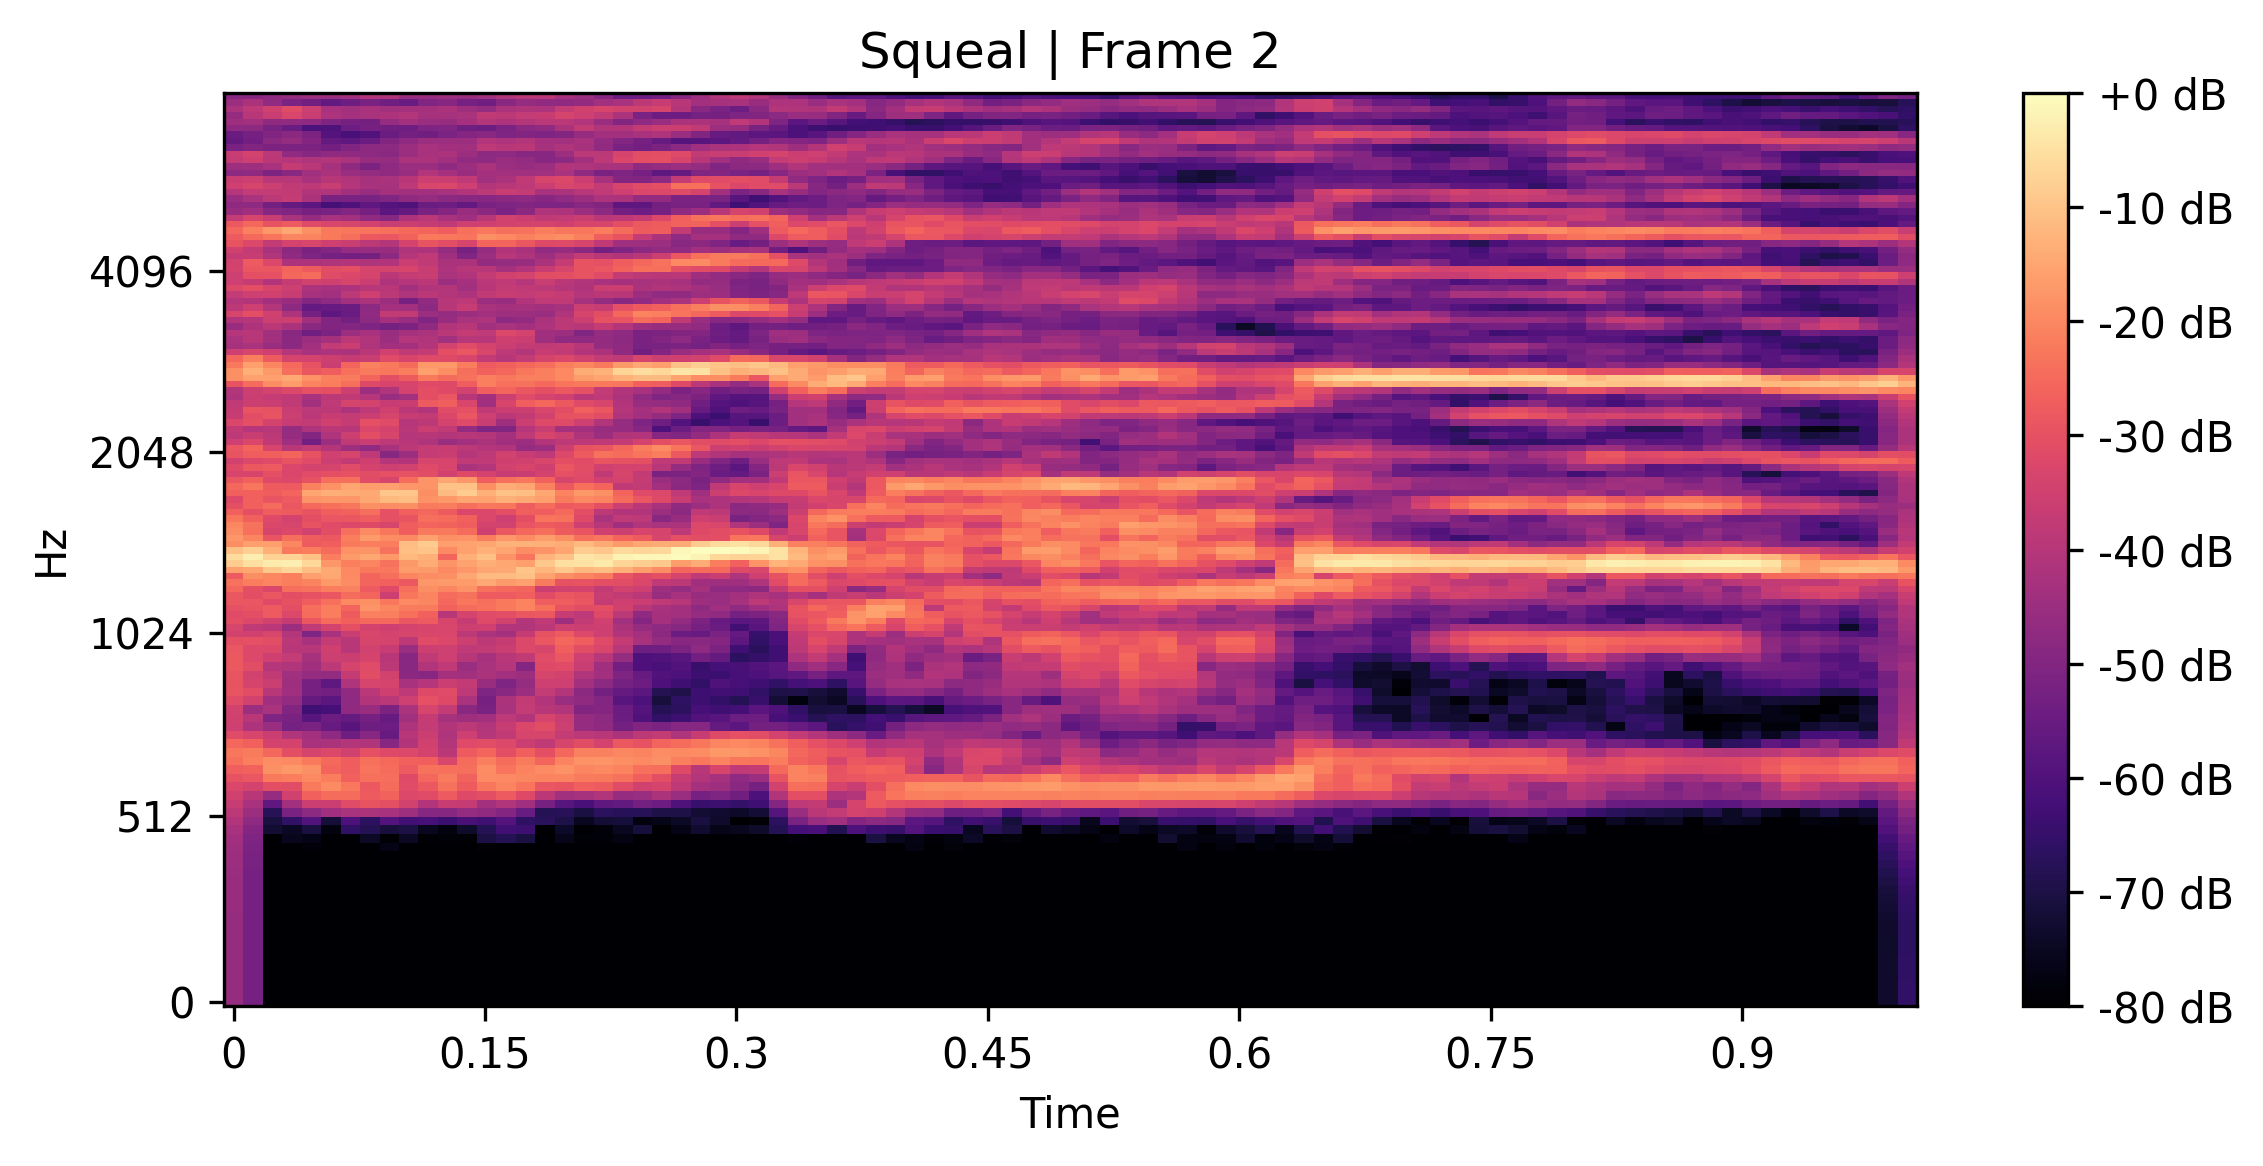 Squeal | Frame 2
+0 dB
-10 dB
4096
-20 dB
-30 dB
2048
-40 dB
Hz
1024
-50 dB
-60 dB
512
-70 dB
0
-80 dB
0 0.15 0.3 0.45 0.6 0.75 0.9
Time